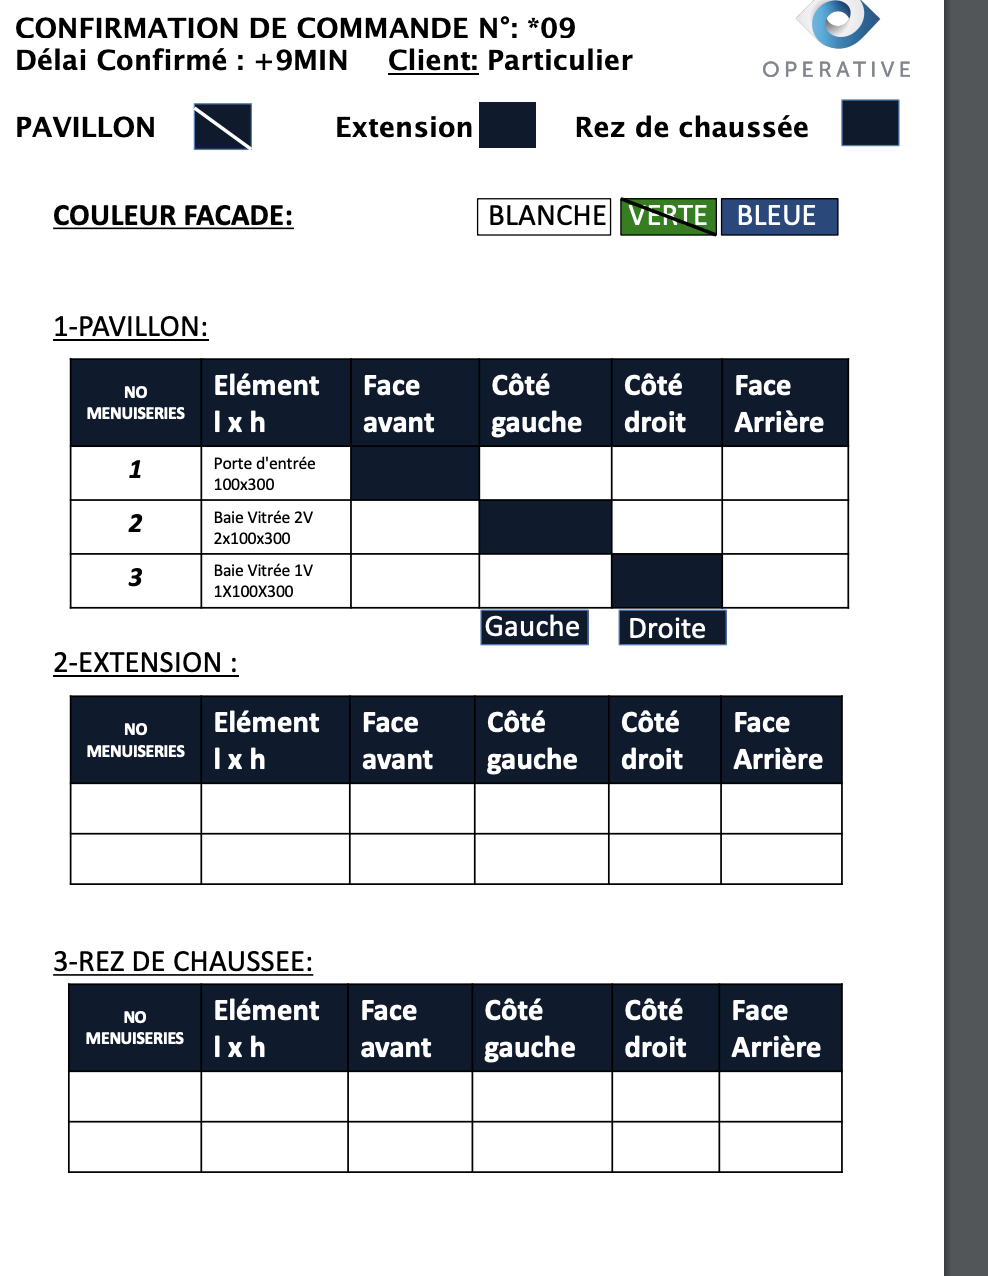 CONFIRMATION DE COMMANDE N°: *09
Délai Confirmé : +9MIN Client: Particulier
OPERATIVE
PAVILLON Extension Rez de chaussée
COULEUR FACADE: BLANCHE VERTE BLEUE
1-PAVILLON:
NO MENUISERIES Elément l x h Face avant Côté gauche Côté droit Face Arrière
1 Porte d'entrée 100x300
2 Baie Vitrée 2V 2x100x300
3 Baie Vitrée 1V 1X100X300
Gauche Droite
2-EXTENSION :
NO MENUISERIES Elément l x h Face avant Côté gauche Côté droit Face Arrière
3-REZ DE CHAUSSEE:
NO MENUISERIES Elément l x h Face avant Côté gauche Côté droit Face Arrière